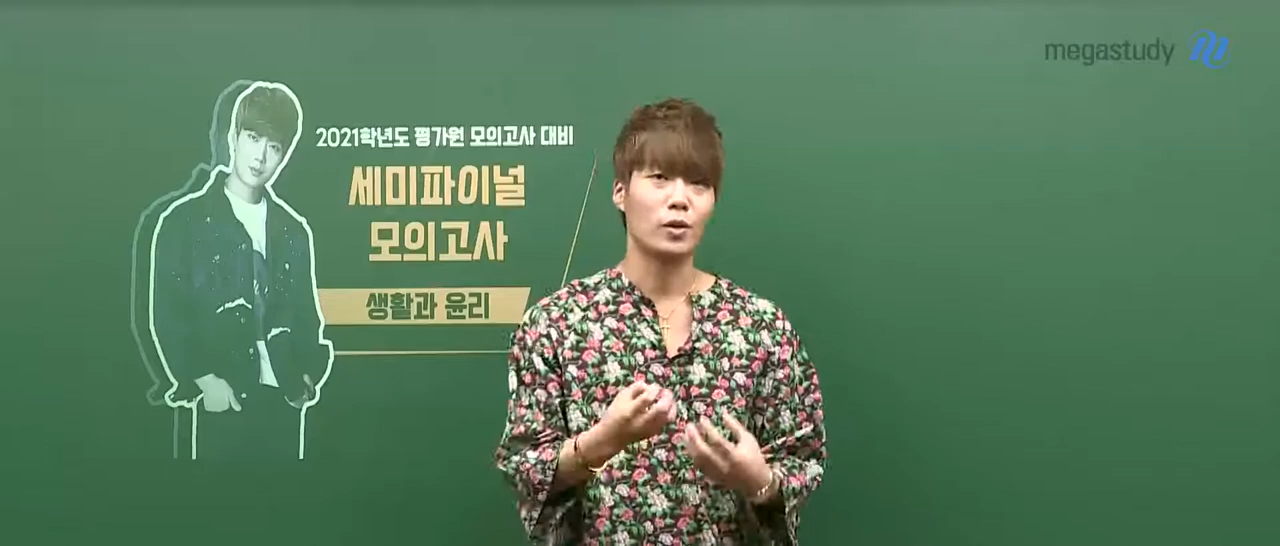 megastudy
2021학년도 평가원 모의고사 대비
세미파이널
모의고사
생활과 윤리